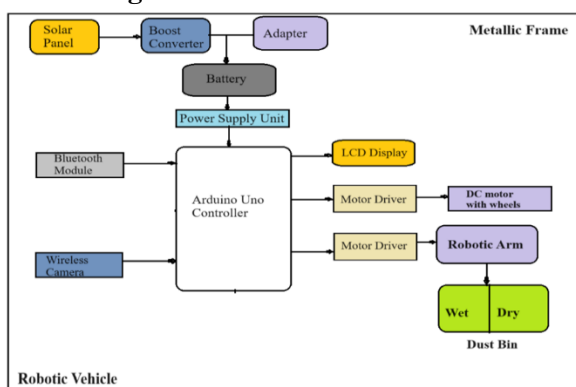 Solar
Panel
Boost
Converter
Adapter
Metallic Frame
Battery
Power Supply Unit
Bluetooth
Module
Arduino Uno
Controller
LCD Display
Motor Driver
DC motor
with wheels
Motor Driver
Robotic Arm
Wireless
Camera
Wet
Dry
Dust Bin
Robotic Vehicle